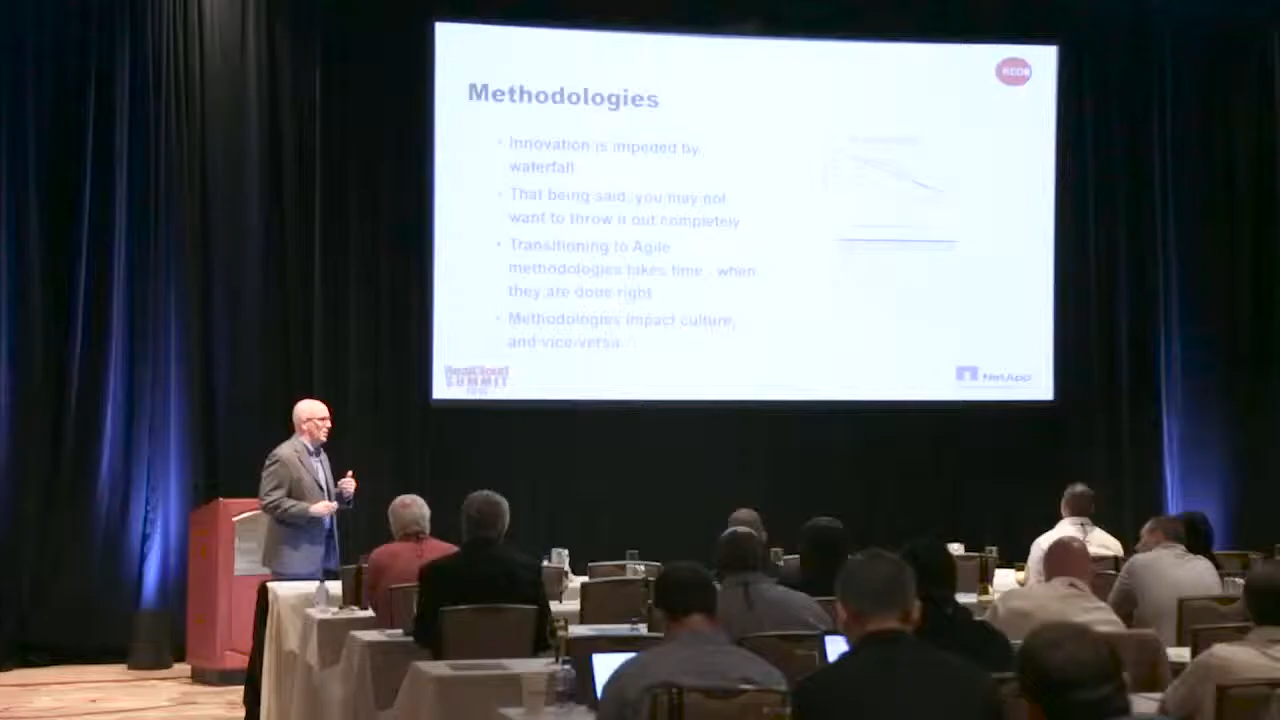 Methodologies
• Innovation is impeded by
waterfall
• That being said, you may not
want to throw it out completely
• Transitioning to Agile
methodologies takes time... when
they are done right
• Methodologies impact culture,
and vice-versa
SUMMIT
NetApp